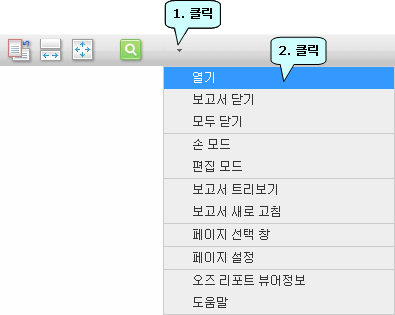 1. 클릭
2. 클릭
열기
보고서 닫기
모두 닫기
손 모드
편집 모드
보고서 트리보기
보고서 새로 고침
페이지 선택 창
페이지 설정
오즈 리포트 뷰어정보
도움말